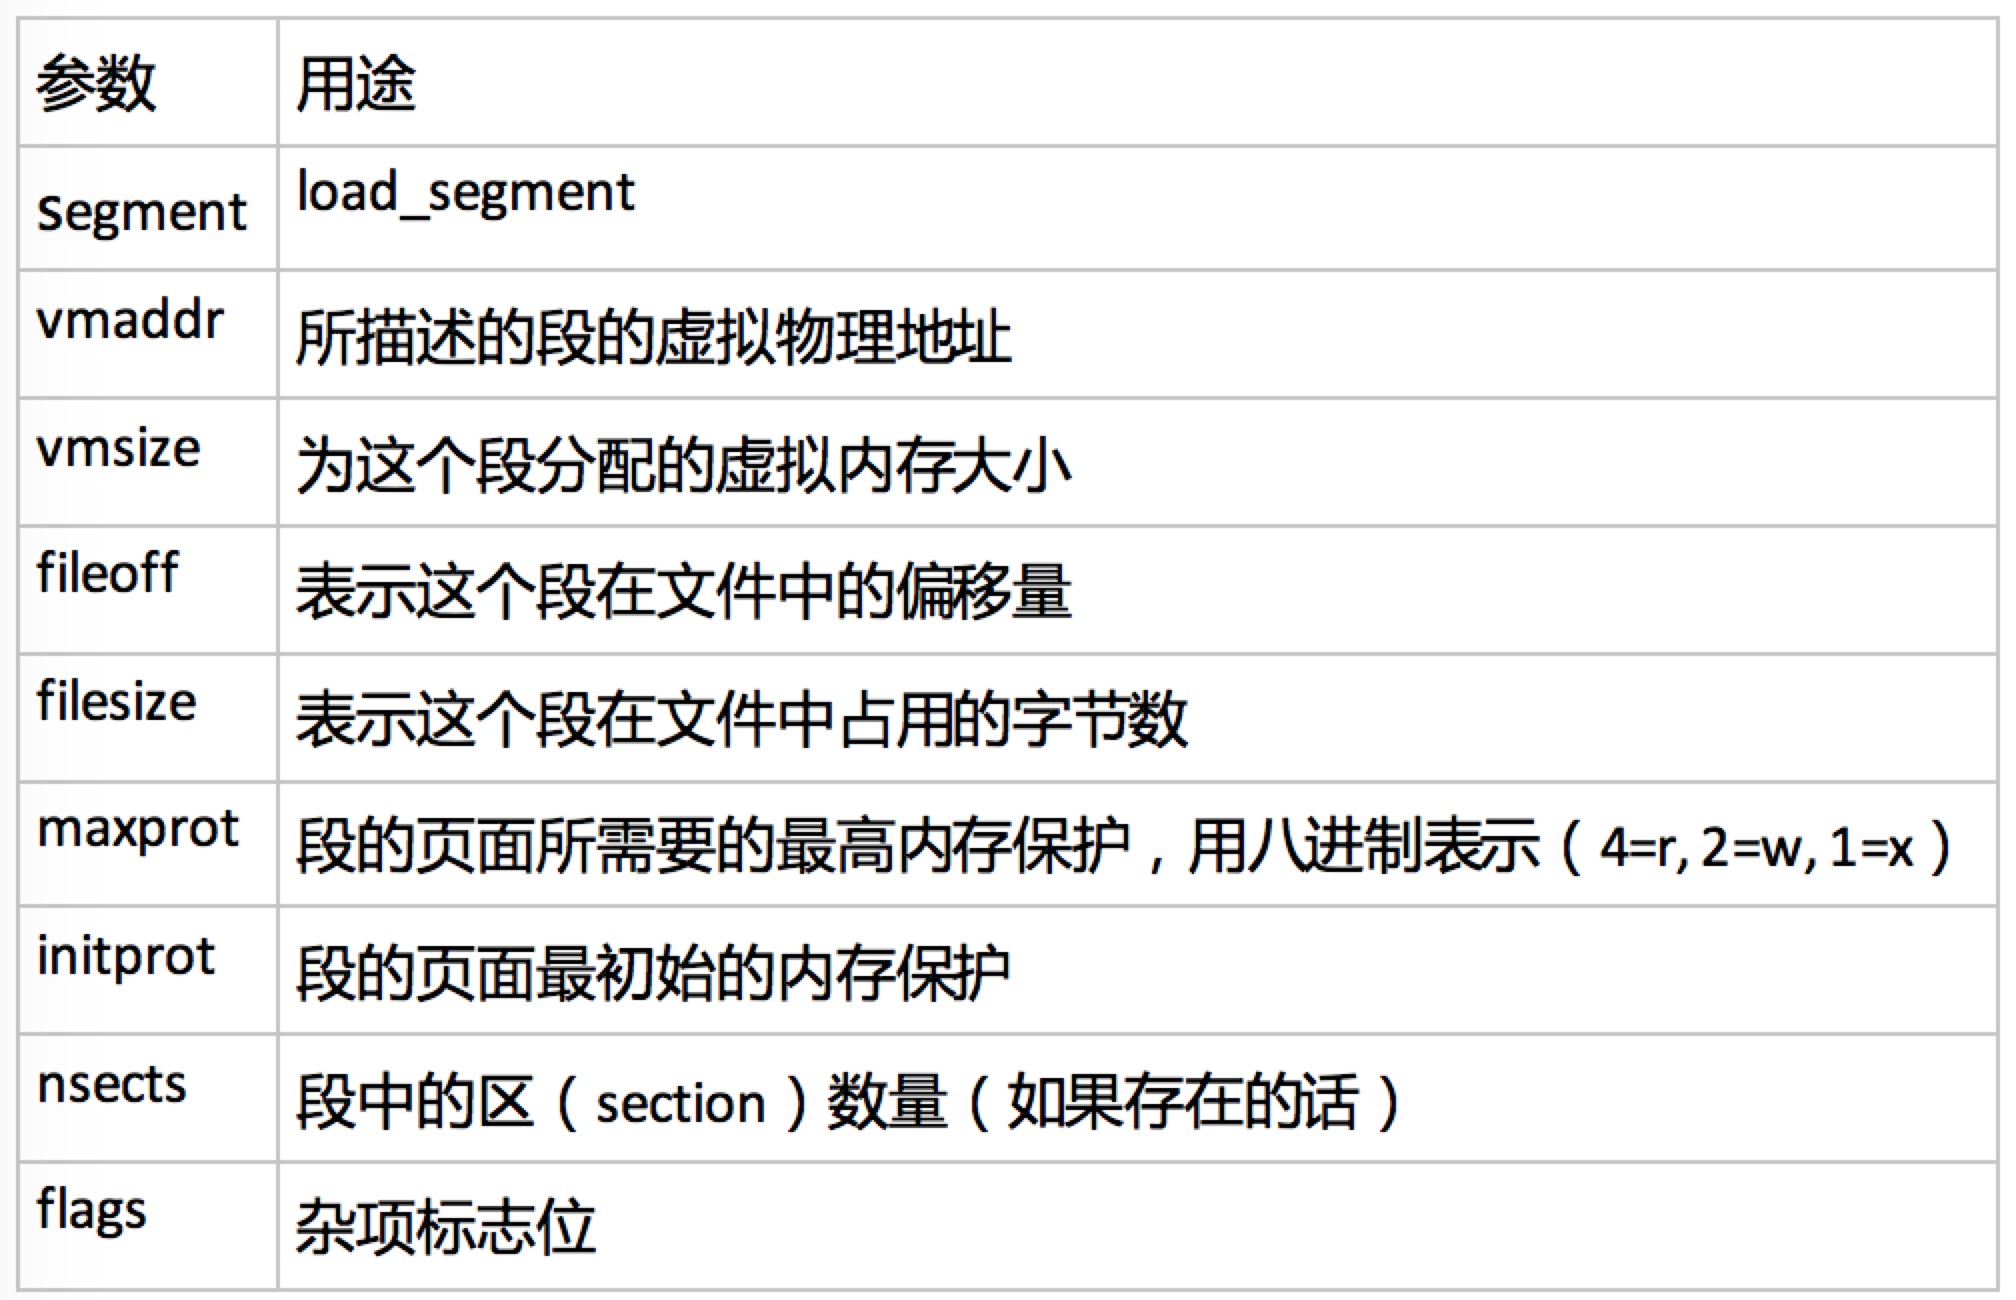 参数 用途
segment load_segment
vmaddr 所描述的段的虚拟物理地址
vmsize 为这个段分配的虚拟内存大小
fileoff 表示这个段在文件中的偏移量
filesize 表示这个段在文件中占用的字节数
maxprot 段的页面所需要的最高内存保护，用八进制表示（4=r, 2=w, 1=x）
initprot 段的页面最初始的内存保护
nsects 段中的区（section）数量（如果存在的话）
flags 杂项标志位